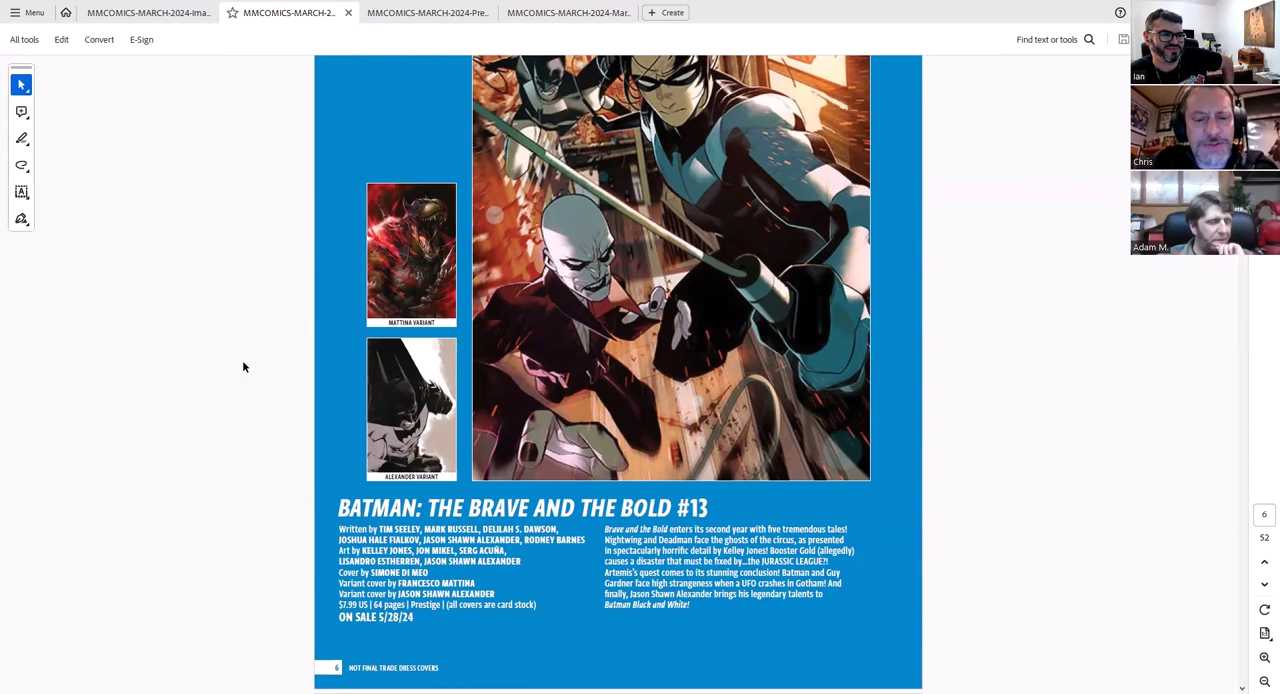 Menu
MMCOMICS-MARCH-2024-Ima...
MMCOMICS-MARCH-2...
MMCOMICS-MARCH-2024-Pre...
MMCOMICS-MARCH-2024-Mar...
+ Create
All tools
Edit
Convert
E-Sign
Find text or tools
Ian
Chris
Adam M.
MATTINA VARIANT
ALEXANDER VARIANT
BATMAN: THE BRAVE AND THE BOLD #13
Written by TIM SEELEY, MARK RUSSELL, DELILAH S. DAWSON,
JOSHUA HALE FIALKOV, JASON SHAWN ALEXANDER, RODNEY BARNES
Art by KELLEY JONES, JON MIKEL, SERG ACUÑA,
LISANDRO ESTHERREN, JASON SHAWN ALEXANDER
Cover by SIMONE DI MEO
Variant cover by FRANCESCO MATTINA
Variant cover by JASON SHAWN ALEXANDER
$7.99 US | 64 pages | Prestige | (all covers are card stock)
ON SALE 5/28/24
Brave and the Bold enters its second year with five tremendous tales!
Nightwing and Deadman face the ghosts of the circus, as presented
in spectacularly horrific detail by Kelley Jones! Booster Gold (allegedly)
causes a disaster that must be fixed by...the JURASSIC LEAGUE?!
Artemis's quest comes to its stunning conclusion! Batman and Guy
Gardner face high strangeness when a UFO crashes in Gotham! And
finally, Jason Shawn Alexander brings his legendary talents to
Batman Black and White!
6 NOT FINAL TRADE DRESS COVERS
6
52